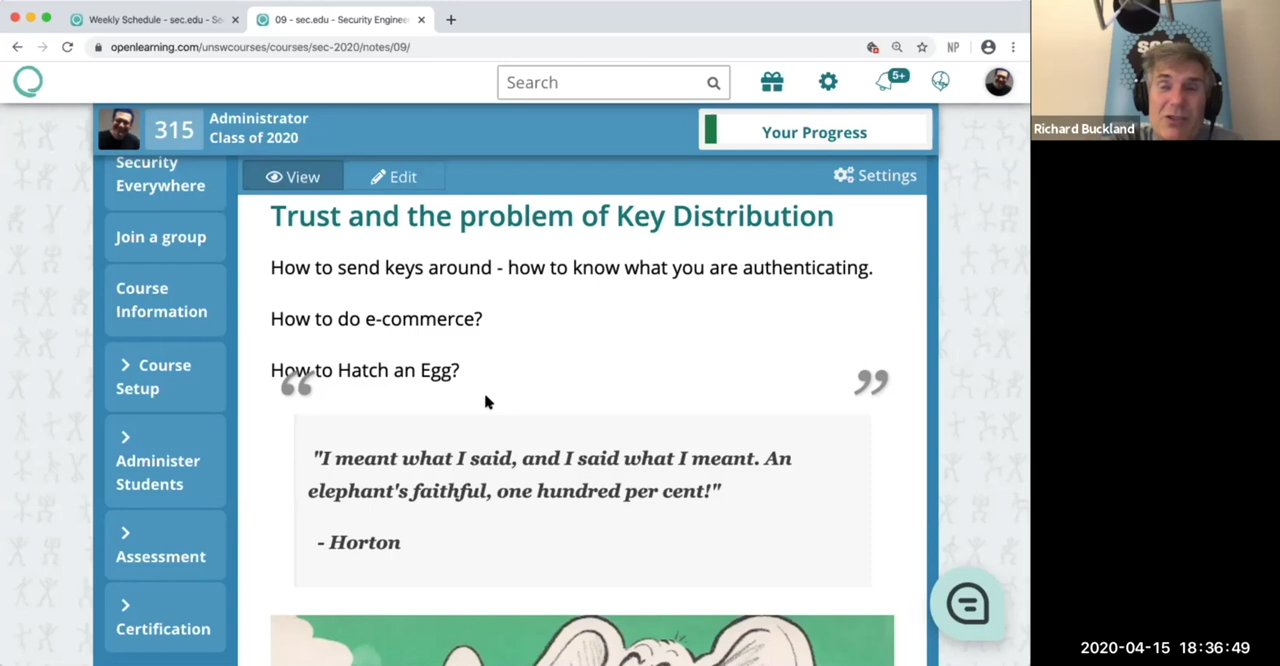 Weekly Schedule - sec.edu - Se
09 - sec.edu - Security Enginee
openlearning.com/unswcourses/courses/sec-2020/notes/09/
NP
Search
5+
315
Administrator
Class of 2020
Your Progress
Richard Buckland
Security
Everywhere
Join a group
Course
Information
> Course
Setup
>
Administer
Students
>
Assessment
>
Certification
View
Edit
Settings
Trust and the problem of Key Distribution
How to send keys around - how to know what you are authenticating.
How to do e-commerce?
How to Hatch an Egg?
“ ”
"I meant what I said, and I said what I meant. An
elephant's faithful, one hundred per cent!"
- Horton
2020-04-15 18:36:49